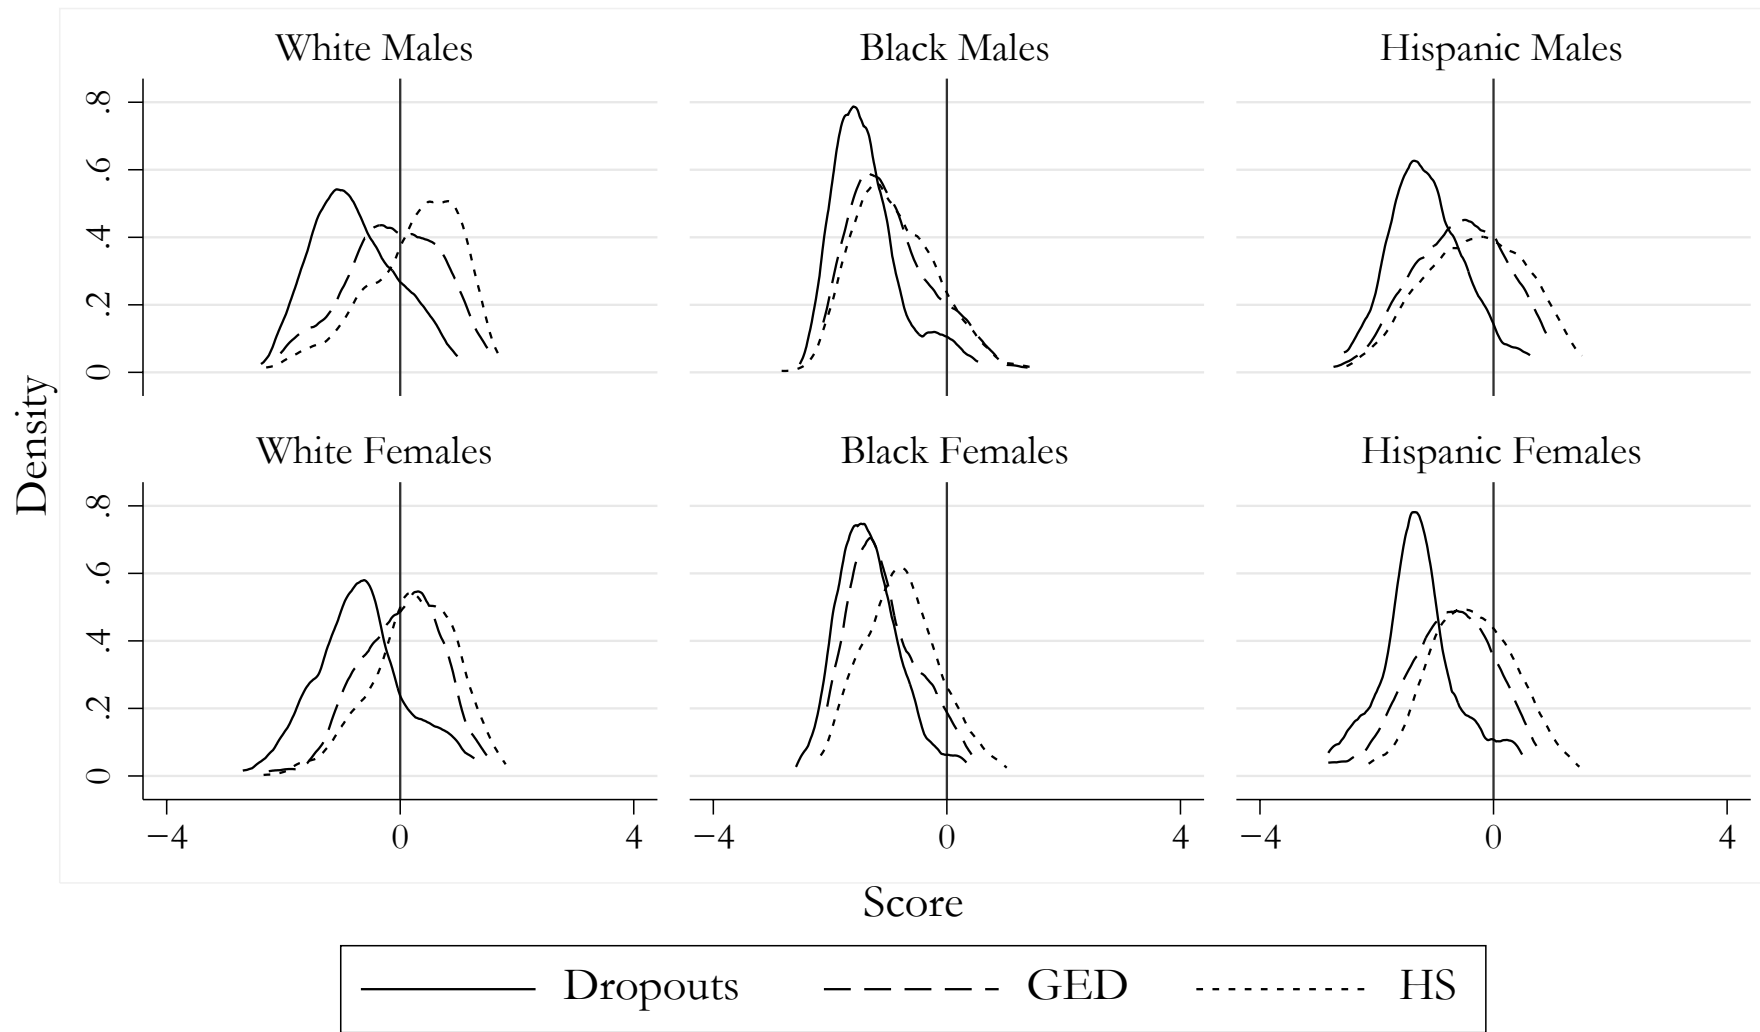 White Males
Black Males
Hispanic Males
.8
.6
.4
.2
0
White Females
Black Females
Hispanic Females
.8
.6
.4
.2
0
−4 0 4
−4 0 4
−4 0 4
Density
Score
Dropouts GED HS